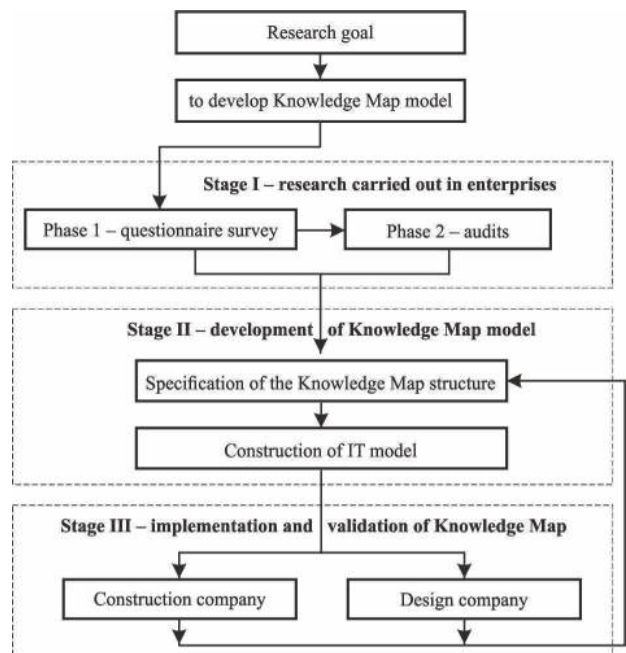 Research goal
to develop Knowledge Map model
Stage I – research carried out in enterprises
Phase 1 – questionnaire survey
Phase 2 – audits
Stage II – development of Knowledge Map model
Specification of the Knowledge Map structure
Construction of IT model
Stage III – implementation and validation of Knowledge Map
Construction company
Design company